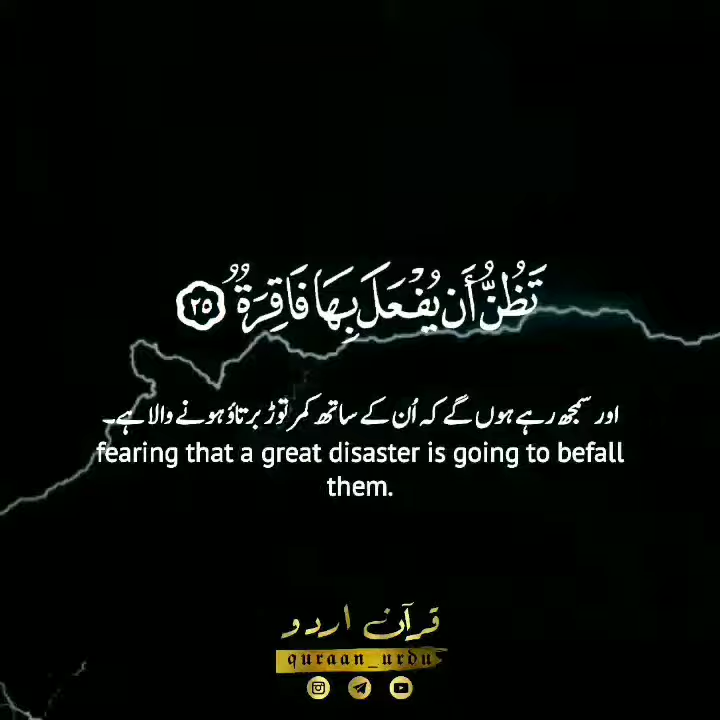 تَظُنُّ أَن يُفْعَلَ بِهَا فَاقِرَةٌ ٢٥
اور سمجھ رہے ہوں گے کہ اُن کے ساتھ کمر توڑ برتاؤ ہونے والا ہے۔
fearing that a great disaster is going to befall
them.
قرآن اردو
quraan_urdu